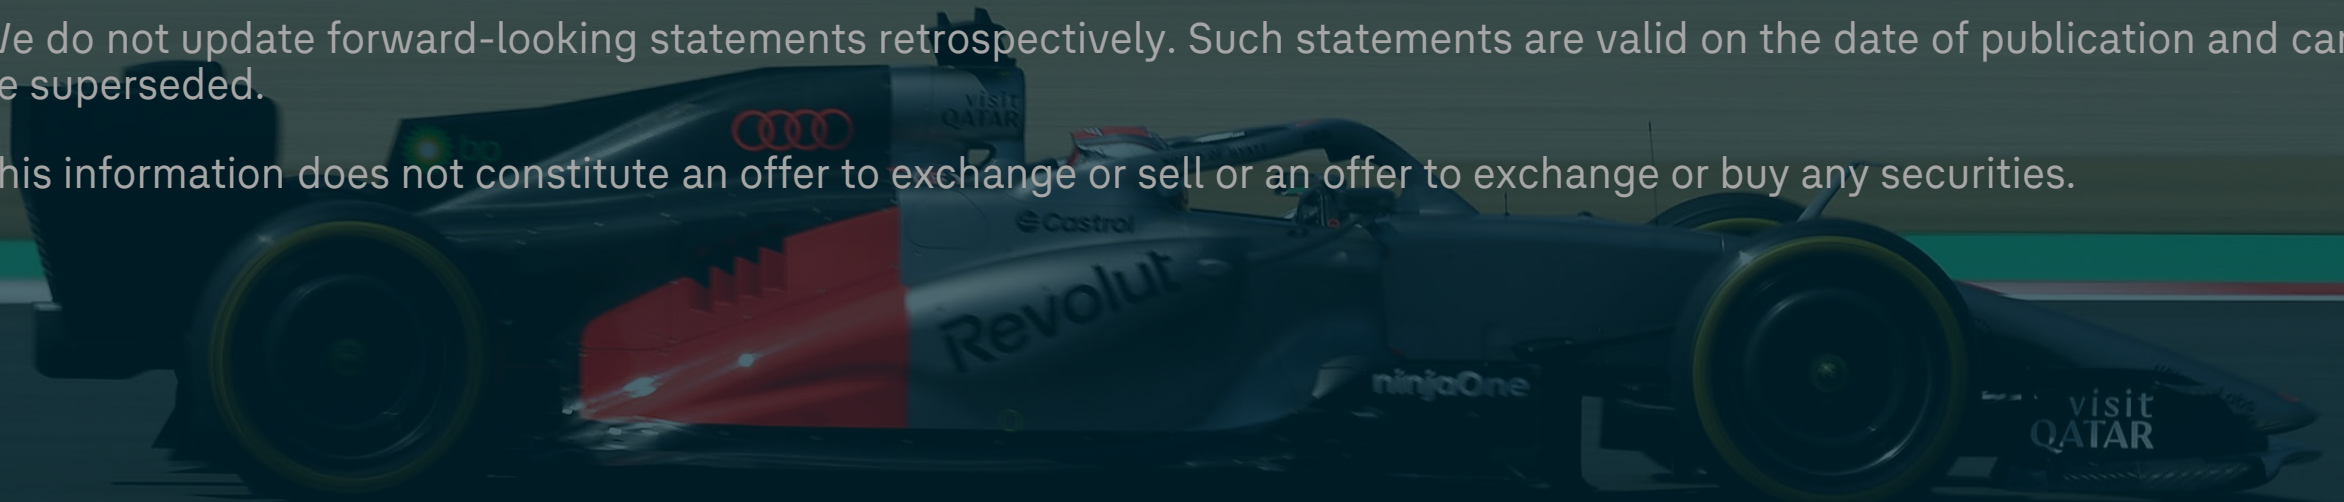 We do not update forward-looking statements retrospectively. Such statements are valid on the date of publication and can
e superseded.
visit
QATAR
bp
his information does not constitute an offer to exchange or sell or an offer to exchange or buy any securities.
Castrol
Revolut
ninjaOne
visit
QATAR